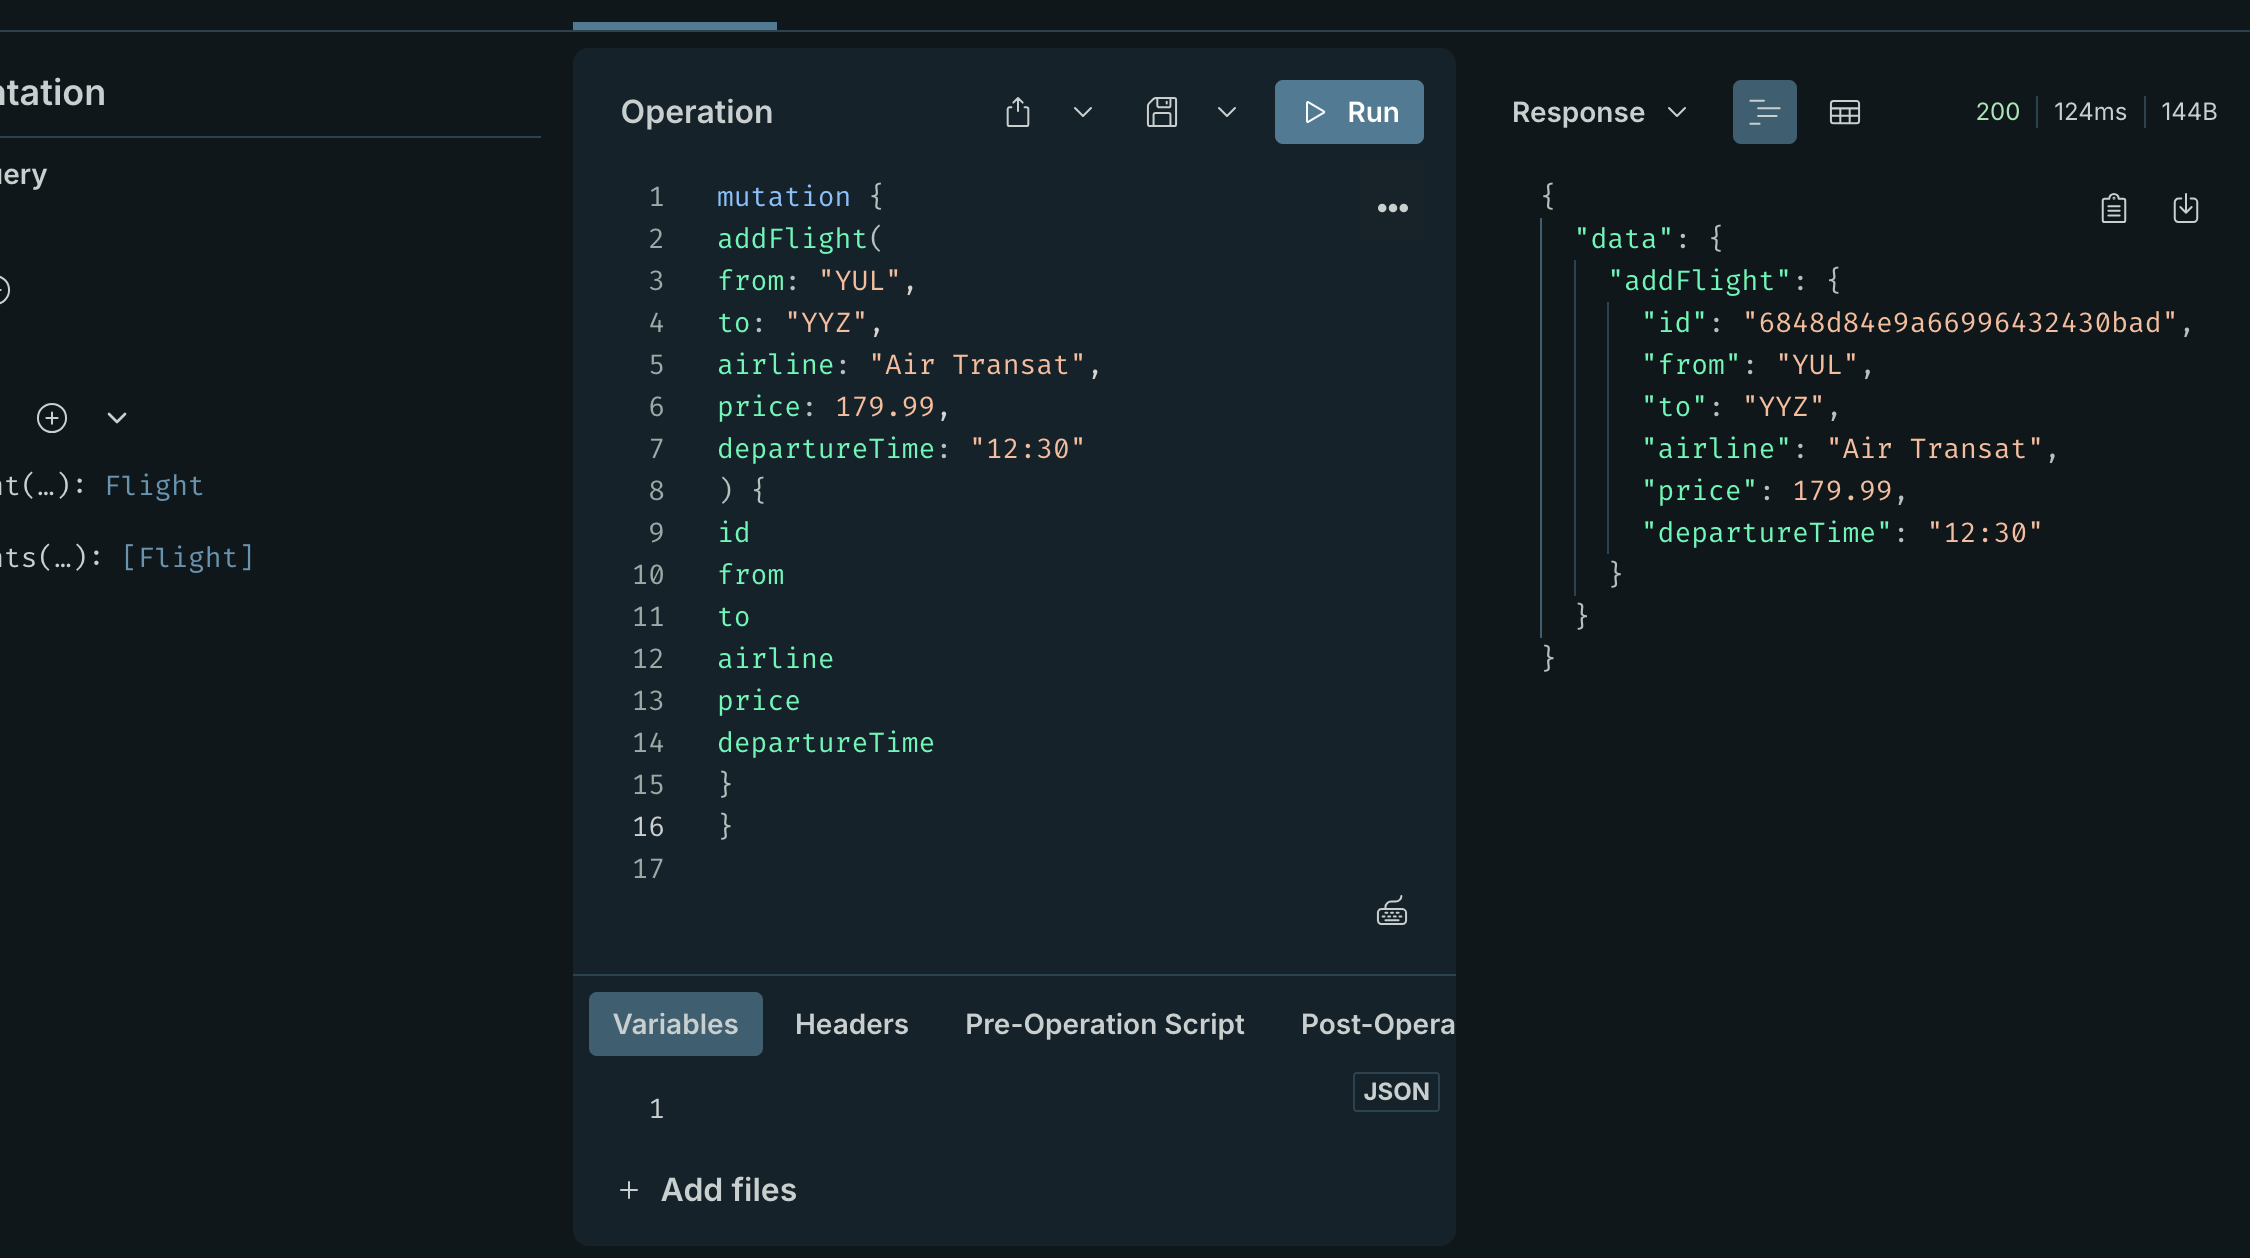 tation
ery
t(…): Flight
ts(…): [Flight]
Operation
Run
1 mutation {
2 addFlight(
3 from: "YUL",
4 to: "YYZ",
5 airline: "Air Transat",
6 price: 179.99,
7 departureTime: "12:30"
8 ) {
9 id
10 from
11 to
12 airline
13 price
14 departureTime
15 }
16 }
17
Variables Headers Pre-Operation Script Post-Opera
JSON
1
+ Add files
Response 200 124ms 144B
{
"data": {
"addFlight": {
"id": "6848d84e9a66996432430bad",
"from": "YUL",
"to": "YYZ",
"airline": "Air Transat",
"price": 179.99,
"departureTime": "12:30"
}
}
}